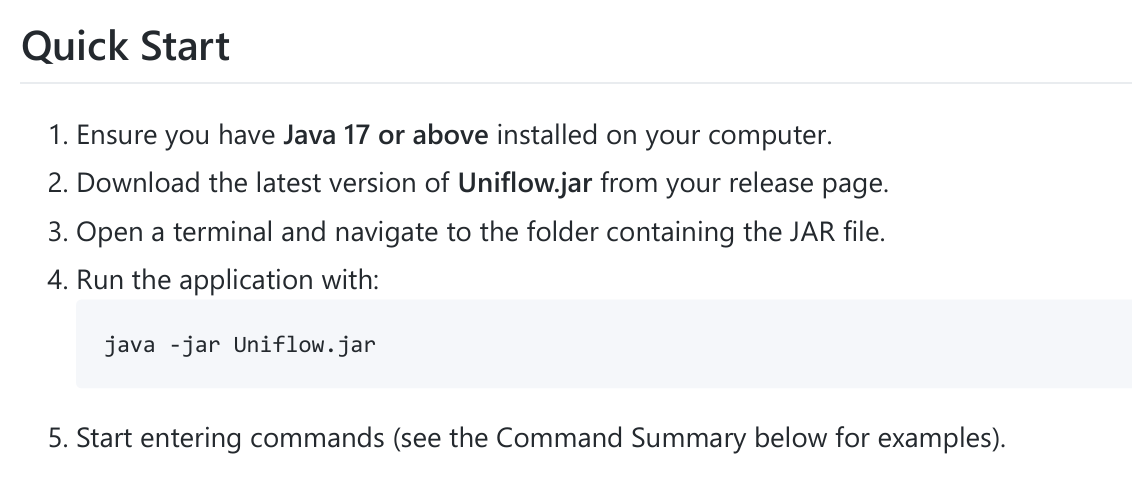 Quick Start
1. Ensure you have Java 17 or above installed on your computer.
2. Download the latest version of Uniflow.jar from your release page.
3. Open a terminal and navigate to the folder containing the JAR file.
4. Run the application with:
java -jar Uniflow.jar
5. Start entering commands (see the Command Summary below for examples).